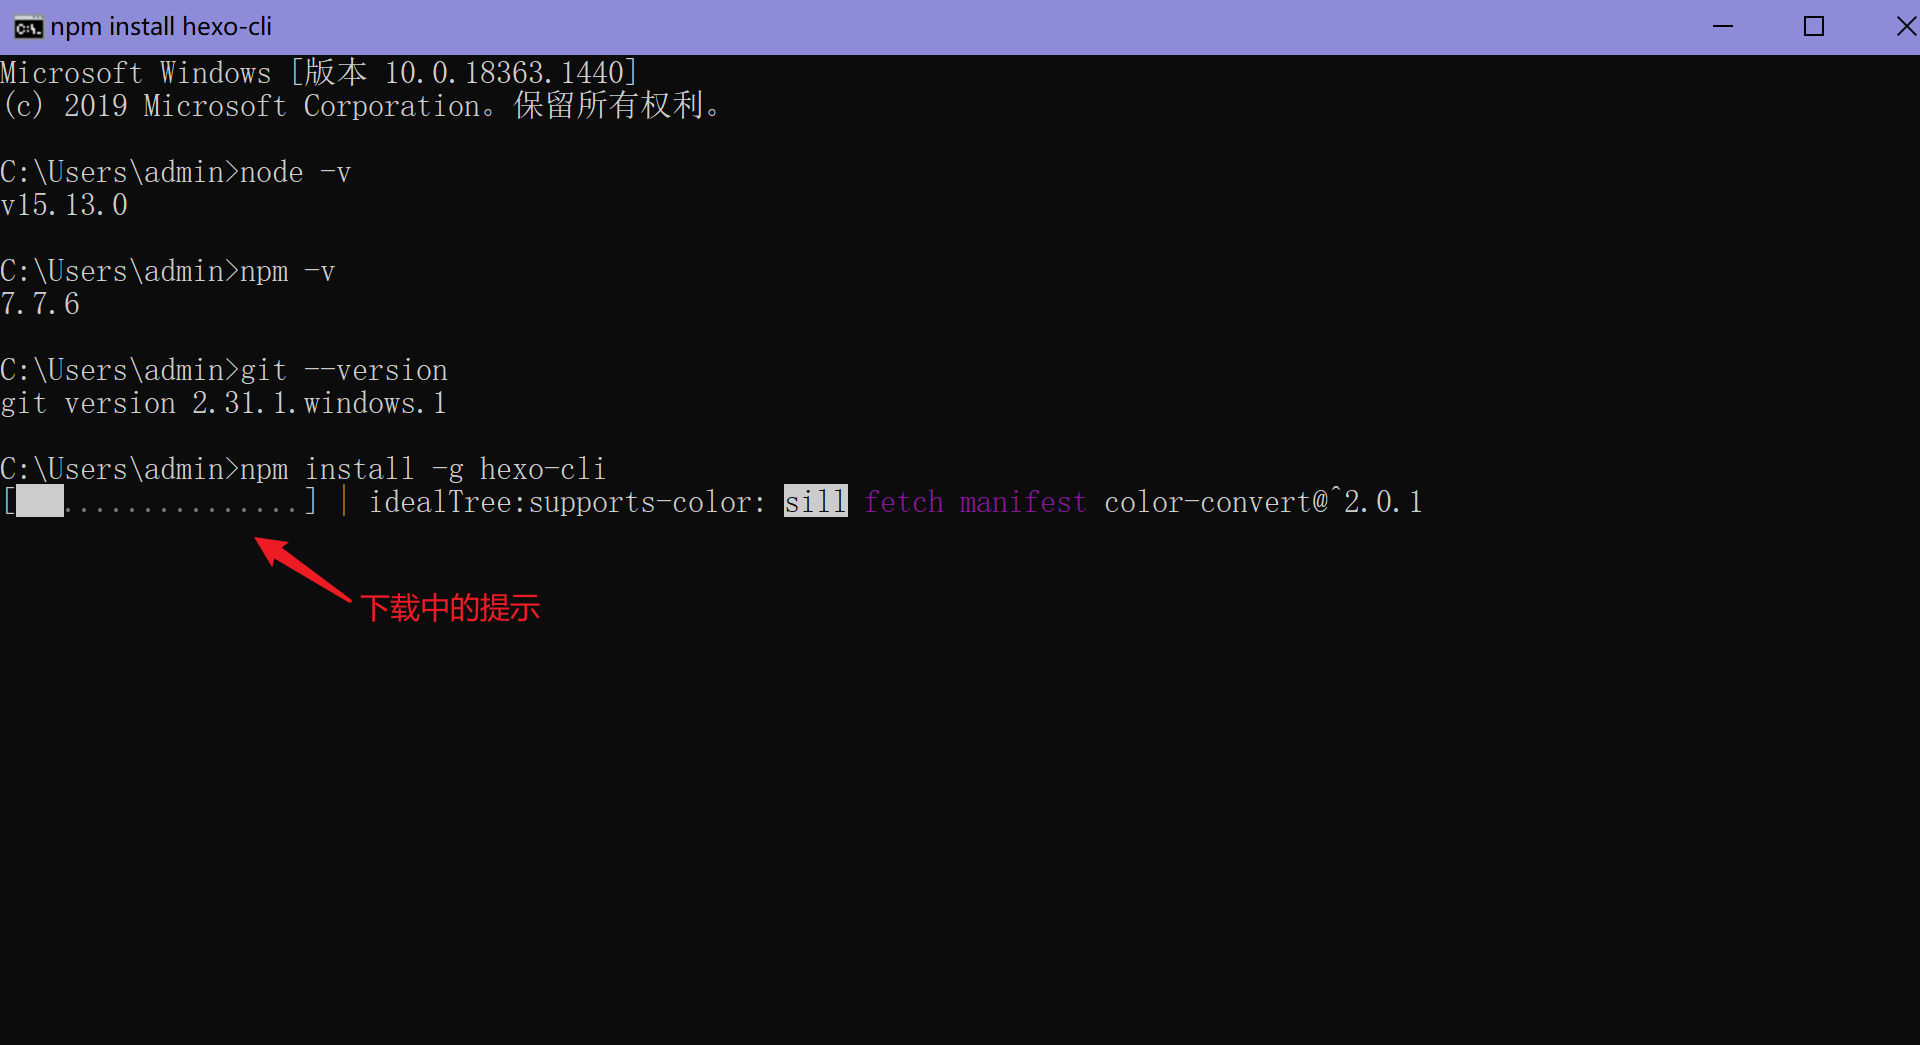 npm install hexo-cli
Microsoft Windows [版本 10.0.18363.1440]
(c) 2019 Microsoft Corporation。保留所有权利。
C:\Users\admin>node -v
v15.13.0
C:\Users\admin>npm -v
7.7.6
C:\Users\admin>git --version
git version 2.31.1.windows.1
C:\Users\admin>npm install -g hexo-cli
[   ...............] | idealTree:supports-color: sill fetch manifest color-convert@^2.0.1
下载中的提示